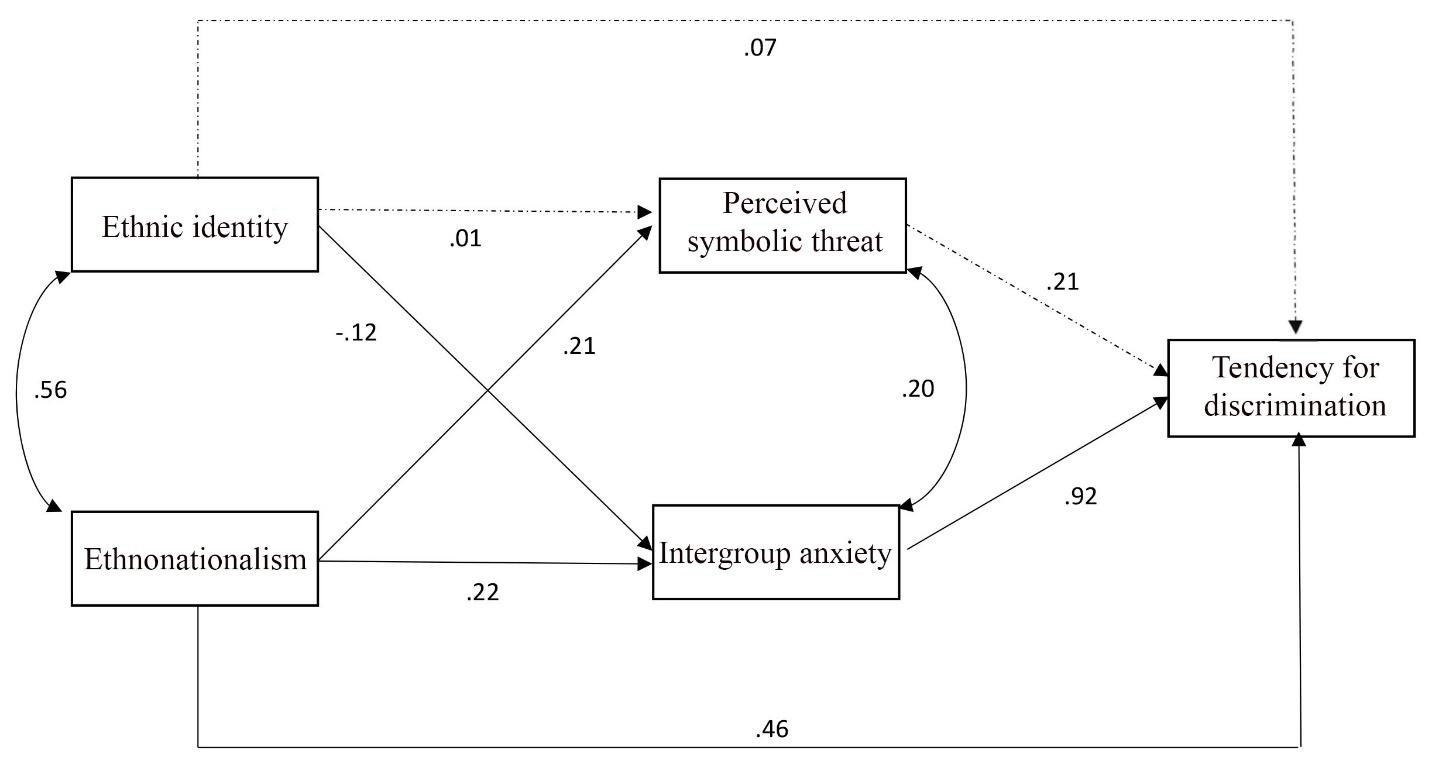 .07
Ethnic identity
Perceived
symbolic threat
.01
.21
-.12
.21
.56
.20
Tendency for
discrimination
.92
Ethnonationalism
Intergroup anxiety
.22
.46